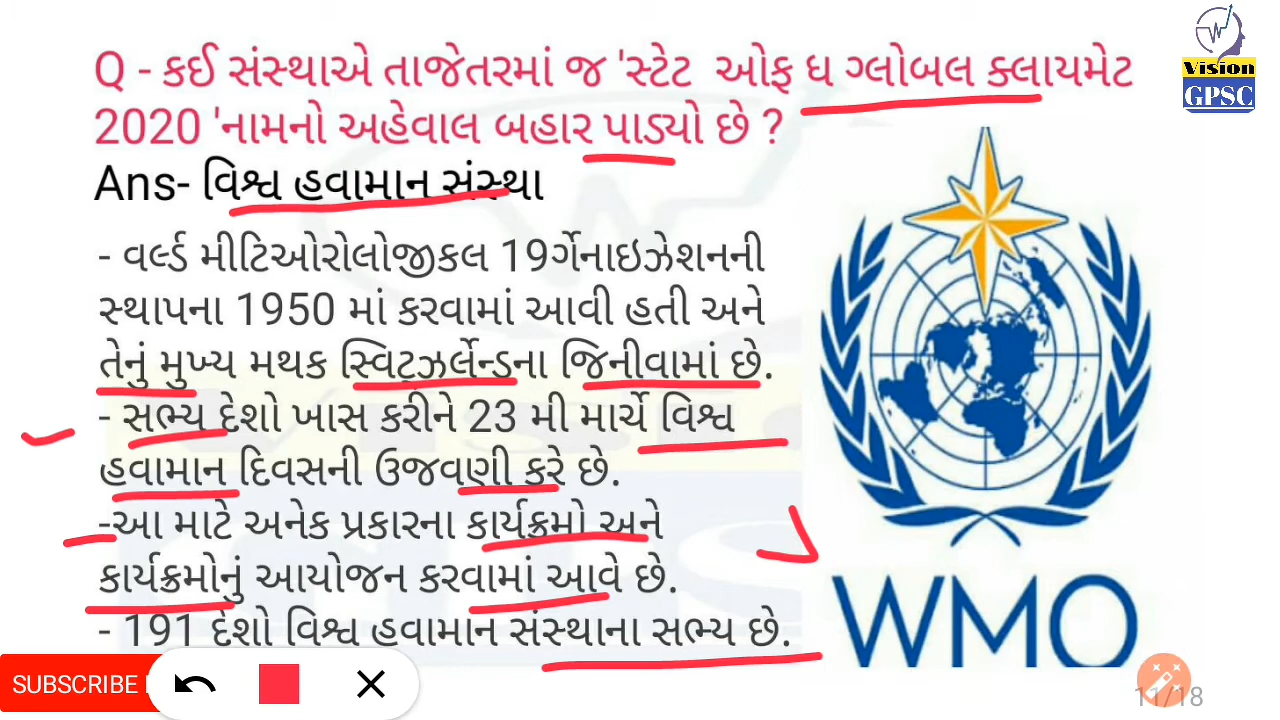 Vision
GPSC
Q - કઈ સંસ્થાએ તાજેતરમાં જ 'સ્ટેટ ઓફ ધ ગ્લોબલ ક્લાયમેટ
2020 'નામનો અહેવાલ બહાર પાડ્યો છે ?
Ans- વિશ્વ હવામાન સંસ્થા
- વર્લ્ડ મીટિઓરોલોજીકલ 19ર્ગેનાઇઝેશનની
સ્થાપના 1950 માં કરવામાં આવી હતી અને
તેનું મુખ્ય મથક સ્વિટ્ઝર્લેન્ડના જિનીવામાં છે.
- સભ્ય દેશો ખાસ કરીને 23 મી માર્ચે વિશ્વ
હવામાન દિવસની ઉજવણી કરે છે.
-આ માટે અનેક પ્રકારના કાર્યક્રમો અને
કાર્યક્રમોનું આયોજન કરવામાં આવે છે.
- 191 દેશો વિશ્વ હવામાન સંસ્થાના સભ્ય છે.
WMO
SUBSCRIBE
11/18